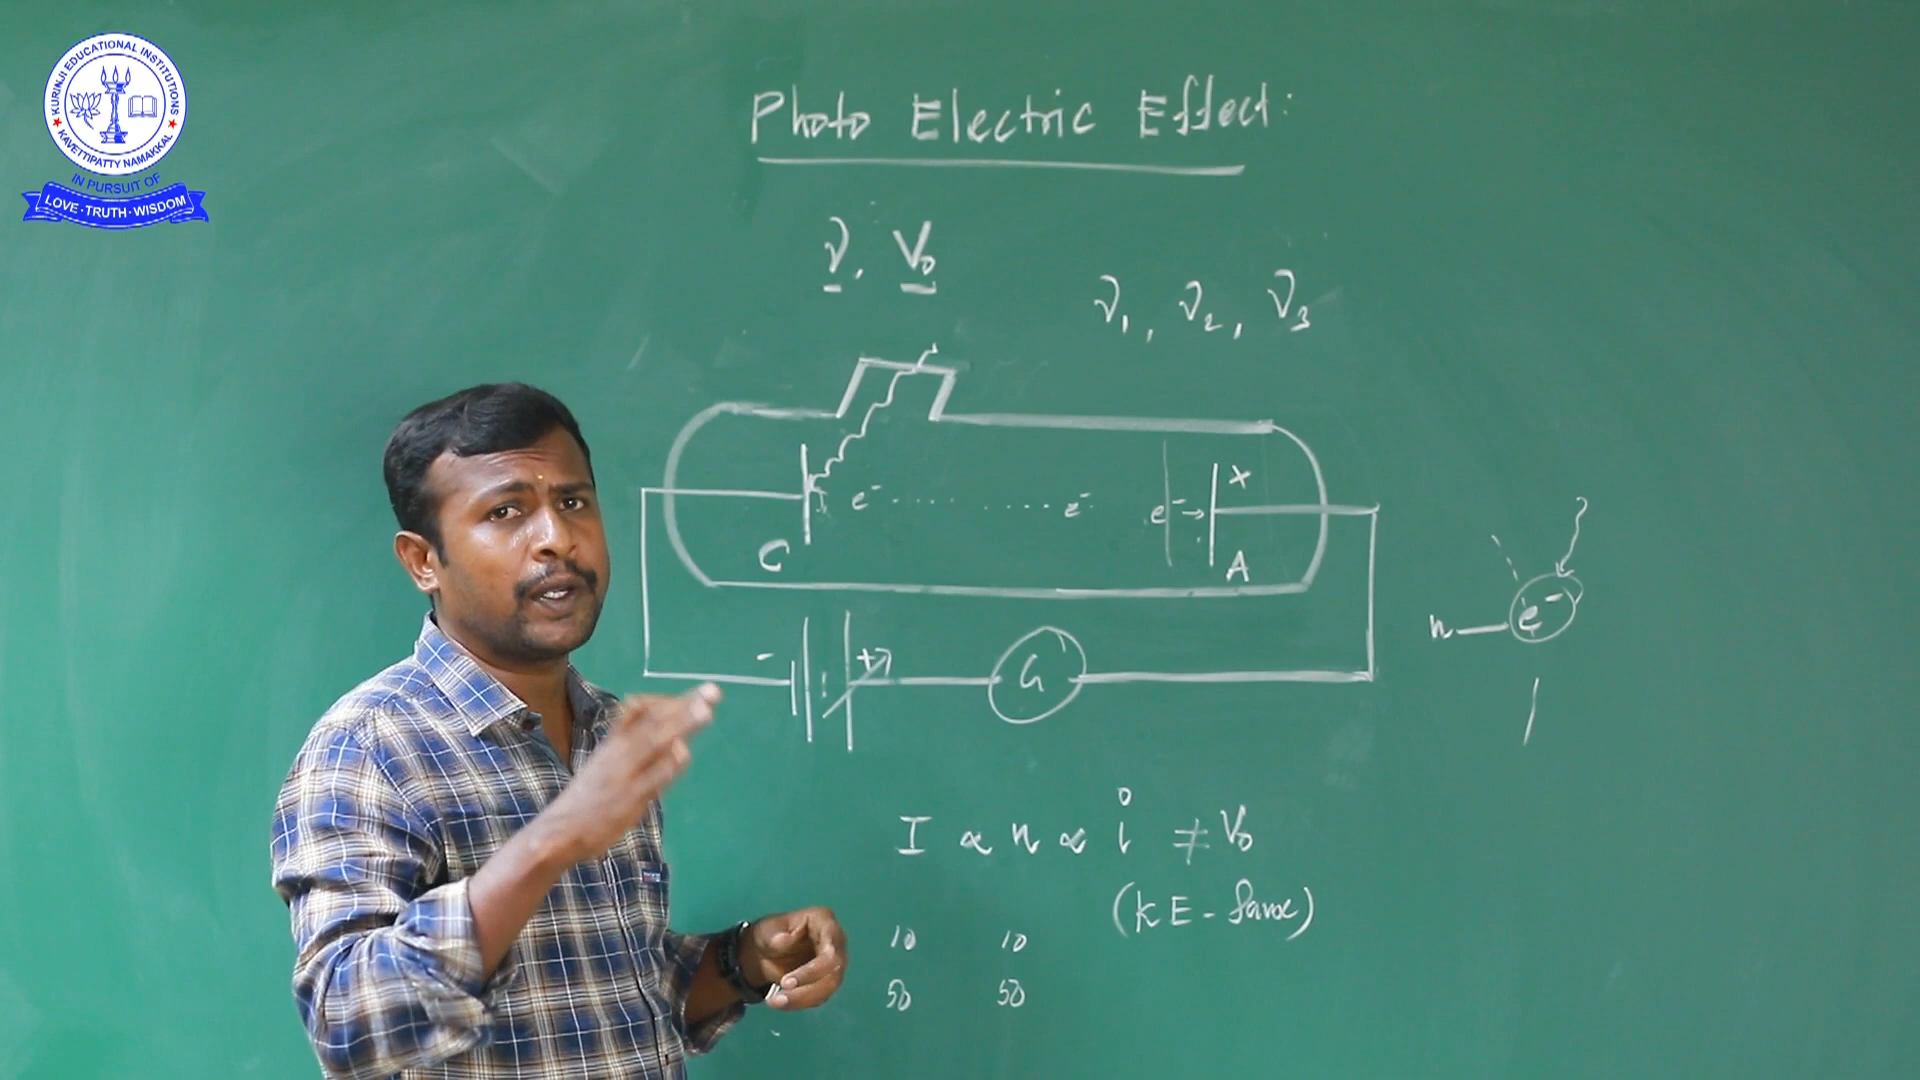 KURINJI EDUCATIONAL INSTITUTIONS
KAVETTIPATTY NAMAKKAL
IN PURSUIT OF
LOVE · TRUTH · WISDOM
Photo Electric Effect:
ν, V₀
ν₁, ν₂, ν₃
e⁻ ..... ..... e⁻ e⁻ →
C
A
- +
G
n — e⁻
I ∝ n ∝ i ≠ V₀
(KE - same)
10 10
50 50